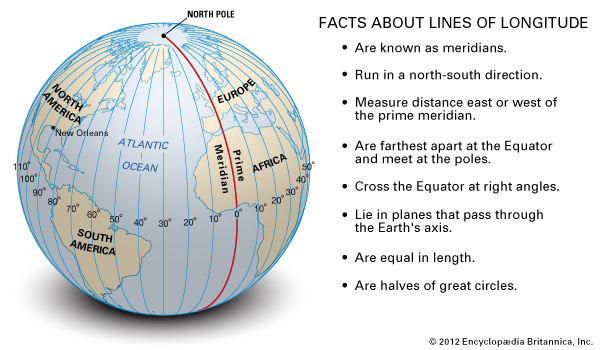 NORTH POLE
NORTH
AMERICA
New Orleans
EUROPE
ATLANTIC
OCEAN
Prime
Meridian
AFRICA
SOUTH
AMERICA
110° 100° 90° 80° 70° 60° 50° 40° 30° 20° 10° 0° 10° 20° 30° 40° 50°
FACTS ABOUT LINES OF LONGITUDE
• Are known as meridians.
• Run in a north-south direction.
• Measure distance east or west of
the prime meridian.
• Are farthest apart at the Equator
and meet at the poles.
• Cross the Equator at right angles.
• Lie in planes that pass through
the Earth's axis.
• Are equal in length.
• Are halves of great circles.
© 2012 Encyclopædia Britannica, Inc.